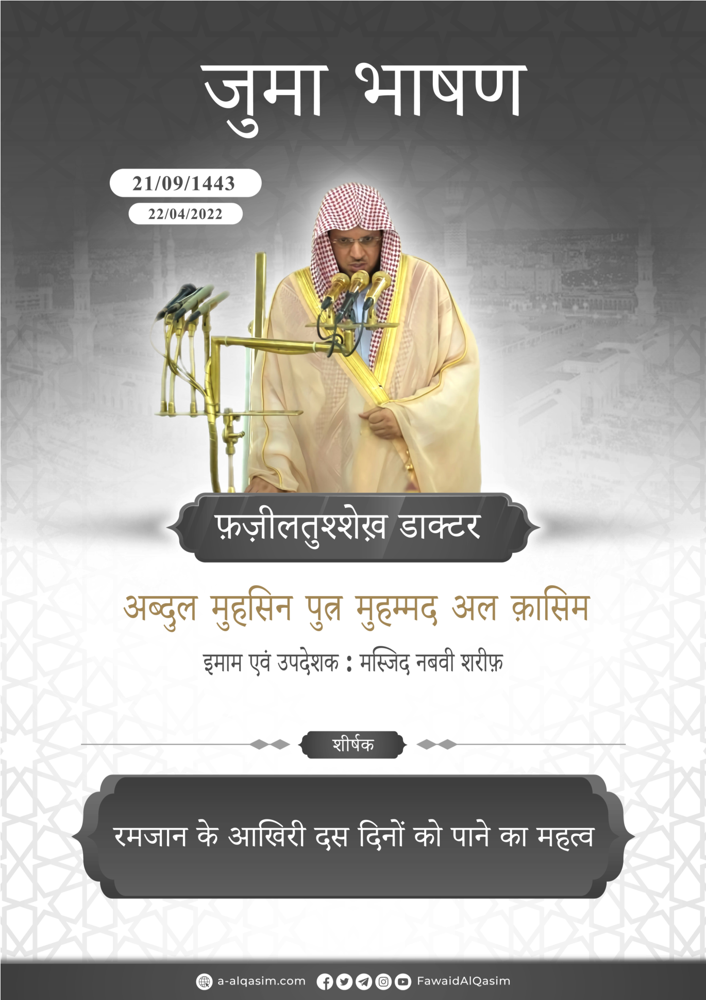 जुमा भाषण
21/09/1443
22/04/2022
फ़ज़ीलतुश्शेख़ डाक्टर
अब्दुल मुहसिन पुत्र मुहम्मद अल क़ासिम
इमाम एवं उपदेशक : मस्जिद नबवी शरीफ़
शीर्षक
रमजान के आखिरी दस दिनों को पाने का महत्व
a-alqasim.com FawaidAlQasim